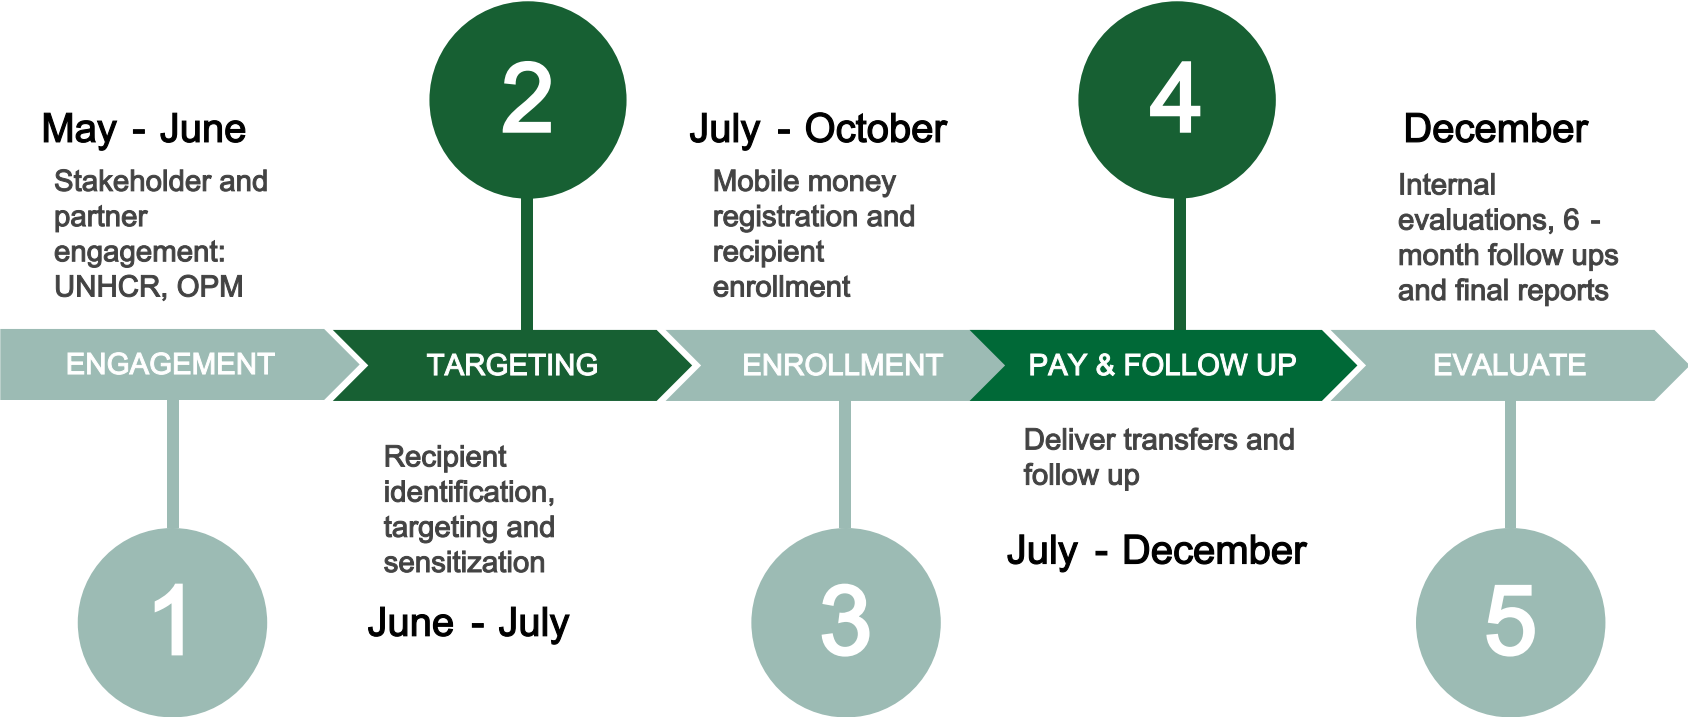 1
ENGAGEMENT
May - June
Stakeholder and
partner
engagement:
UNHCR, OPM
2
TARGETING
Recipient
identification,
targeting and
sensitization
June - July
3
ENROLLMENT
July - October
Mobile money
registration and
recipient
enrollment
4
PAY & FOLLOW UP
Deliver transfers and
follow up
July - December
5
EVALUATE
December
Internal
evaluations, 6 -
month follow ups
and final reports